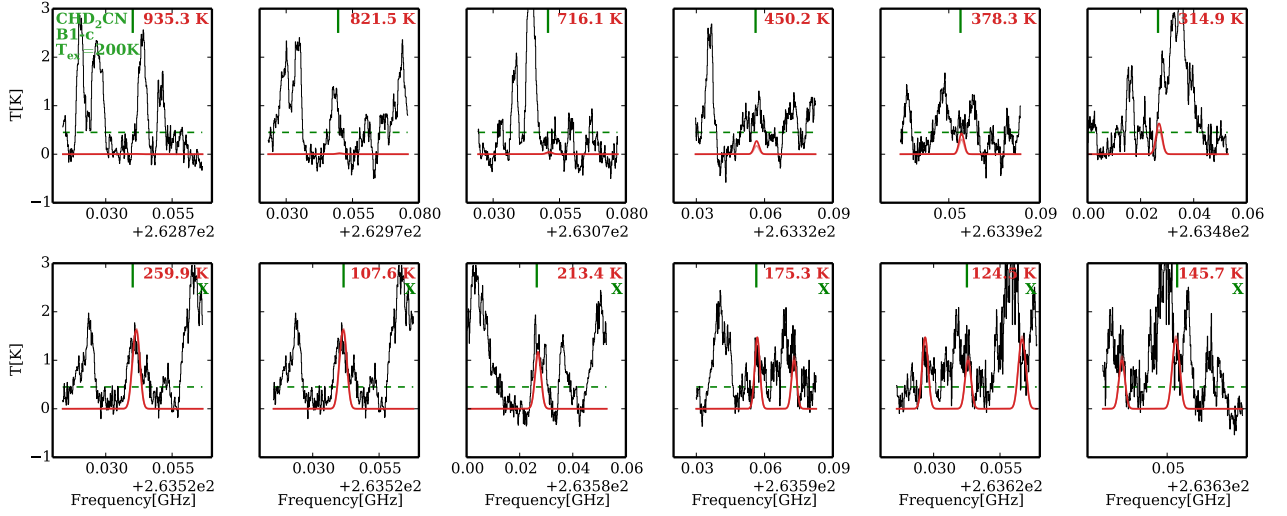 3 CHD2CN 935.3 K 821.5 K 716.1 K 450.2 K 378.3 K 314.9 K
B1-c
Tex=200K
2
T[K]
1
0
−1
0.030 0.055 0.030 0.055 0.080 0.030 0.055 0.080 0.03 0.06 0.09 0.05 0.09 0.00 0.02 0.04 0.06
+2.6287e2 +2.6297e2 +2.6307e2 +2.6332e2 +2.6339e2 +2.6348e2
3 259.9 K 107.6 K 213.4 K 175.3 K 145.7 K
X X X X X X
2
T[K]
1
0
−1
0.030 0.055 0.030 0.055 0.00 0.02 0.04 0.06 0.03 0.06 0.09 0.030 0.055 0.05
+2.6352e2 +2.6352e2 +2.6358e2 +2.6359e2 +2.6362e2 +2.6363e2
Frequency[GHz] Frequency[GHz] Frequency[GHz] Frequency[GHz] Frequency[GHz] Frequency[GHz]